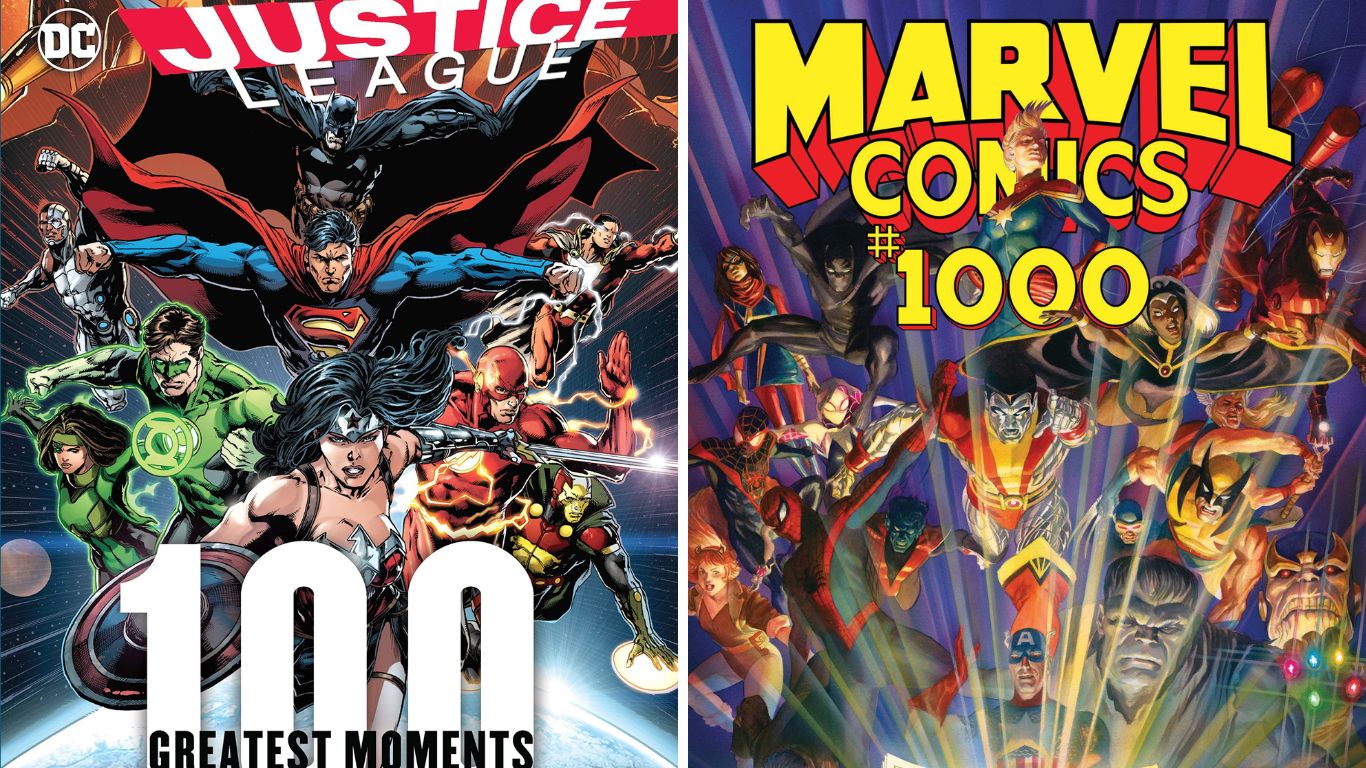 DC
JUSTICE
LEAGUE
100
GREATEST MOMENTS
MARVEL
COMICS
#1000
A